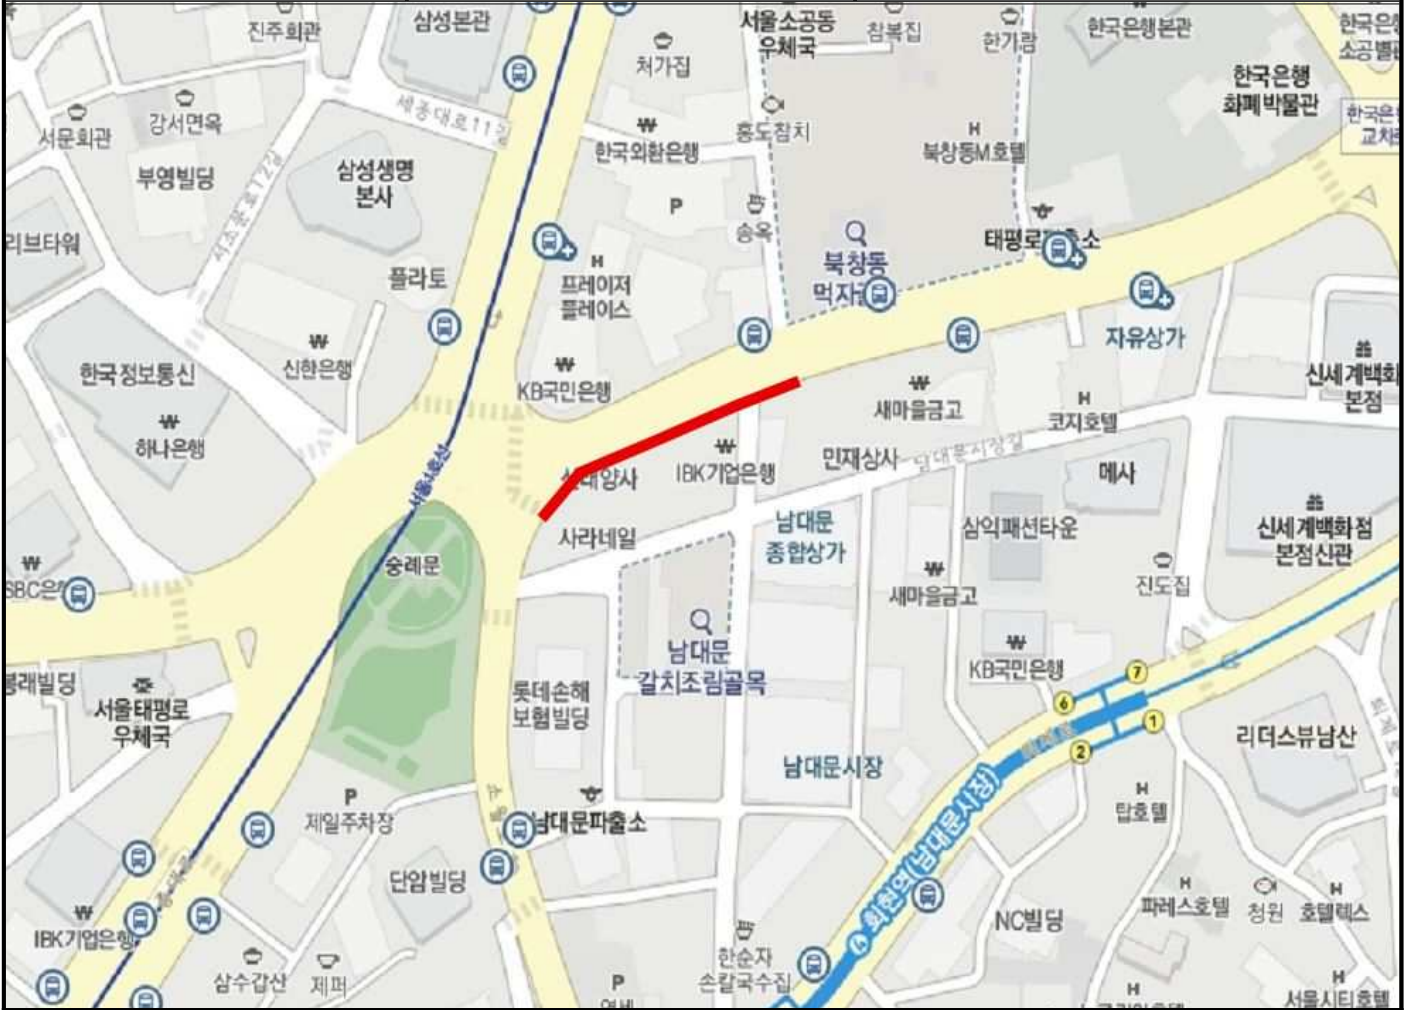 진주회관
삼성본관
서울소공동
우체국
참복집
한가람
한국은행본관
처가집
한국은행
화폐박물관
서문회관
강서면옥
세종대로11길
홍도참치
한국외환은행
북창동M호텔
부영빌딩
삼성생명
본사
P
서소문로12길
리브타워
플라토
프레이저
플레이스
북창동
자유상가
신한은행
한국정보통신
KB국민은행
새마을금고
코지호텔
본점
하나은행
서울4호선
IBK기업은행
민재상사
남대문시장길
메사
숭례문
사라네일
남대문
종합상가
삼익패션타운
신세계백화점
본점신관
새마을금고
진도집
남대문
갈치조림골목
KB국민은행
롯데손해
보험빌딩
서울태평로
우체국
7
6
1
2
리더스뷰남산
남대문시장
P
제일주차장
남대문파출소
탑호텔
단암빌딩
4 회현역(남대문시장)
NC빌딩
파레스호텔
청원
호텔렉스
IBK기업은행
삼수갑산
제퍼
한순자
손칼국수집
P
서울시티호텔